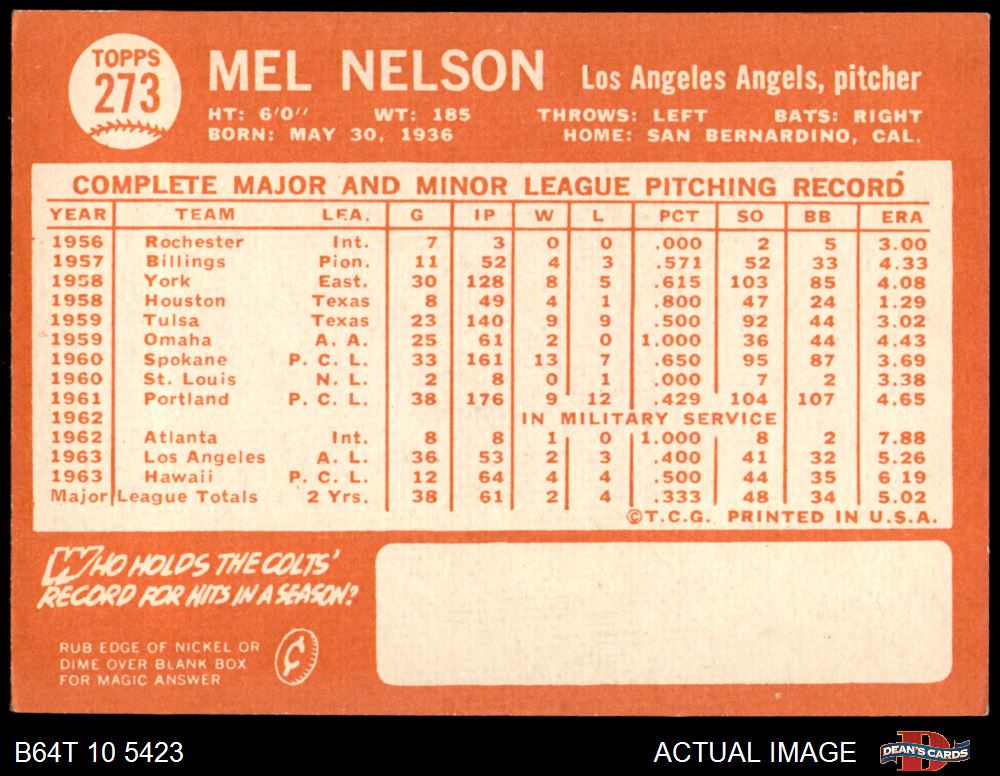 TOPPS
273
MEL NELSON Los Angeles Angels, pitcher
HT: 6'0'' WT: 185 THROWS: LEFT BATS: RIGHT
BORN: MAY 30, 1936 HOME: SAN BERNARDINO, CAL.
COMPLETE MAJOR AND MINOR LEAGUE PITCHING RECORD
YEAR TEAM LEA. G IP W L PCT SO BB ERA
1956 Rochester Int. 7 3 0 0 .000 2 5 3.00
1957 Billings Pion. 11 52 4 3 .571 52 33 4.33
1958 York East. 30 128 8 5 .615 103 85 4.08
1958 Houston Texas 8 49 4 1 .800 47 24 1.29
1959 Tulsa Texas 23 140 9 9 .500 92 44 3.02
1959 Omaha A. A. 25 61 2 0 1.000 36 44 4.43
1960 Spokane P. C. L. 33 161 13 7 .650 95 87 3.69
1960 St. Louis N. L. 2 8 0 1 .000 7 2 3.38
1961 Portland P. C. L. 38 176 9 12 .429 104 107 4.65
1962 IN MILITARY SERVICE
1962 Atlanta Int. 8 8 1 0 1.000 8 2 7.88
1963 Los Angeles A. L. 36 53 2 3 .400 41 32 5.26
1963 Hawaii P. C. L. 12 64 4 4 .500 44 35 6.19
Major League Totals 2 Yrs. 38 61 2 4 .333 48 34 5.02
©T.C.G. PRINTED IN U.S.A.
WHO HOLDS THE COLTS'
RECORD FOR HITS IN A SEASON?
RUB EDGE OF NICKEL OR
DIME OVER BLANK BOX
FOR MAGIC ANSWER
¢
B64T 10 5423 ACTUAL IMAGE DEAN'S CARDS